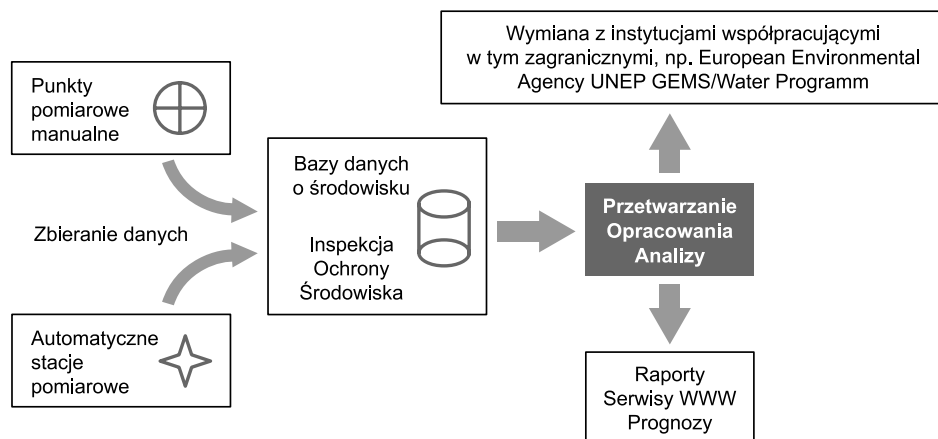 Punkty
pomiarowe
manualne
Zbieranie danych
Automatyczne
stacje
pomiarowe
Bazy danych
o środowisku
Inspekcja
Ochrony
Środowiska
Przetwarzanie
Opracowania
Analizy
Wymiana z instytucjami współpracującymi
w tym zagranicznymi, np. European Environmental
Agency UNEP GEMS/Water Programm
Raporty
Serwisy WWW
Prognozy